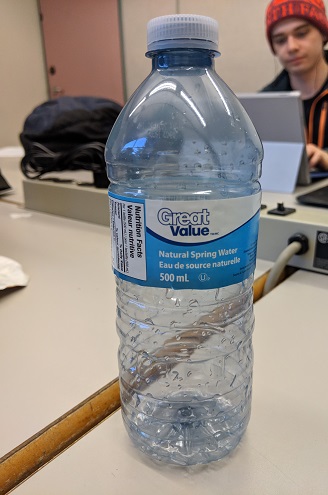 Great
Value
Natural Spring Water
Eau de source naturelle
500 mL
Nutrition Facts
Valeur nutritive